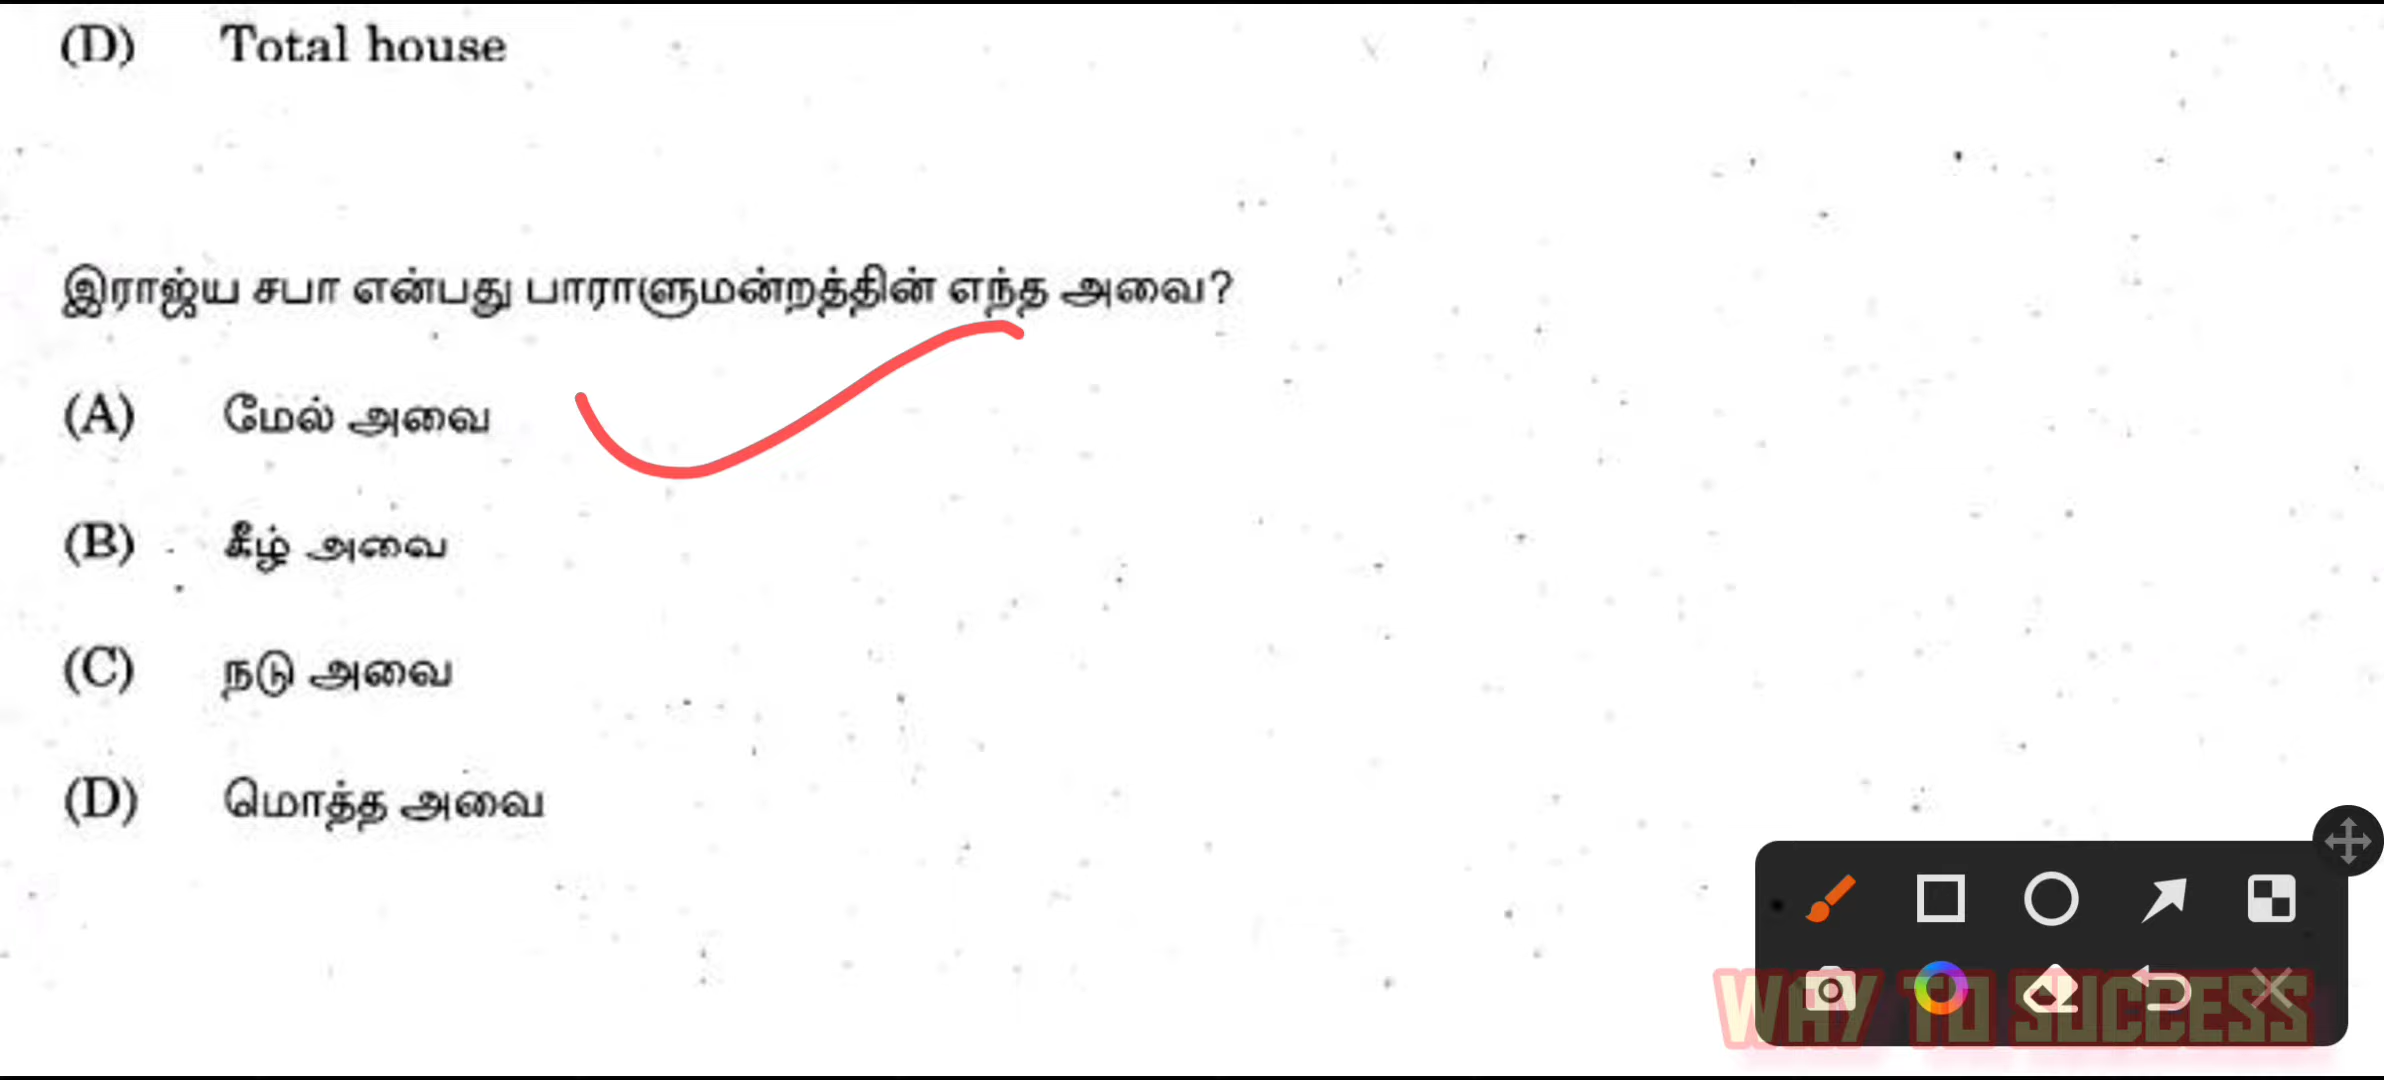 (D) Total house
இராஜ்ய சபா என்பது பாராளுமன்றத்தின் எந்த அவை?
(A) மேல் அவை
(B) கீழ் அவை
(C) நடு அவை
(D) மொத்த அவை
WAY TO SUCCESS